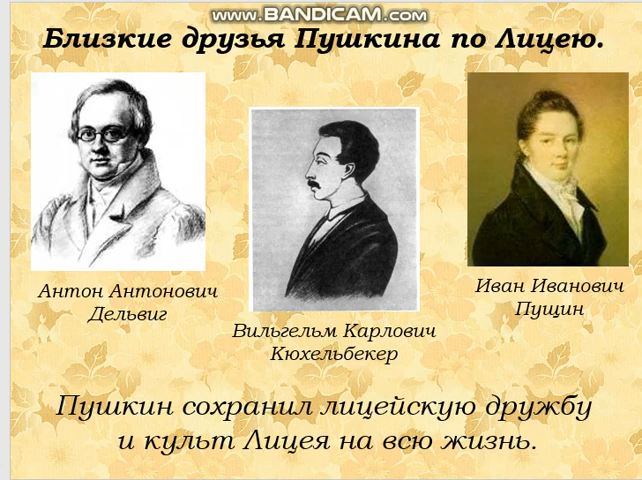 www.BANDICAM.com
Близкие друзья Пушкина по Лицею.
Антон Антонович
Дельвиг
Вильгельм Карлович
Кюхельбекер
Иван Иванович
Пущин
Пушкин сохранил лицейскую дружбу
и культ Лицея на всю жизнь.